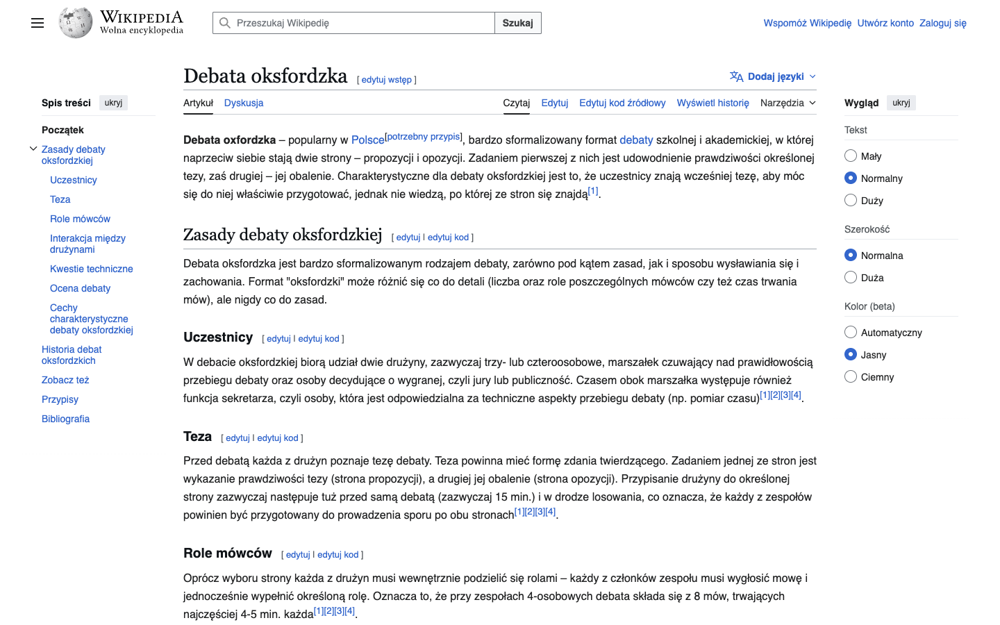 WIKIPEDIA
Wolna encyklopedia
Przeszukaj Wikipedię
Szukaj
Wspomóż Wikipedię Utwórz konto Zaloguj się
Spis treści ukryj
Początek
Zasady debaty
oksfordzkiej
Uczestnicy
Teza
Role mówców
Interakcja między
drużynami
Kwestie techniczne
Ocena debaty
Cechy
charakterystyczne
debaty oksfordzkiej
Historia debat
oksfordzkich
Zobacz też
Przypisy
Bibliografia
Debata oksfordzka [ edytuj wstęp ]
Dodaj języki
Artykuł Dyskusja
Czytaj Edytuj Edytuj kod źródłowy Wyświetl historię Narzędzia
Debata oxfordzka – popularny w Polsce[potrzebny przypis], bardzo sformalizowany format debaty szkolnej i akademickiej, w której
naprzeciw siebie stają dwie strony – propozycji i opozycji. Zadaniem pierwszej z nich jest udowodnienie prawdziwości określonej
tezy, zaś drugiej – jej obalenie. Charakterystyczne dla debaty oksfordzkiej jest to, że uczestnicy znają wcześniej tezę, aby móc
się do niej właściwie przygotować, jednak nie wiedzą, po której ze stron się znajdą[1].
Zasady debaty oksfordzkiej [ edytuj | edytuj kod ]
Debata oksfordzka jest bardzo sformalizowanym rodzajem debaty, zarówno pod kątem zasad, jak i sposobu wysławiania się i
zachowania. Format "oksfordzki" może różnić się co do detali (liczba oraz role poszczególnych mówców czy też czas trwania
mów), ale nigdy co do zasad.
Uczestnicy [ edytuj | edytuj kod ]
W debacie oksfordzkiej biorą udział dwie drużyny, zazwyczaj trzy- lub czteroosobowe, marszałek czuwający nad prawidłowością
przebiegu debaty oraz osoby decydujące o wygranej, czyli jury lub publiczność. Czasem obok marszałka występuje również
funkcja sekretarza, czyli osoby, która jest odpowiedzialna za techniczne aspekty przebiegu debaty (np. pomiar czasu)[1][2][3][4].
Teza [ edytuj | edytuj kod ]
Przed debatą każda z drużyn poznaje tezę debaty. Teza powinna mieć formę zdania twierdzącego. Zadaniem jednej ze stron jest
wykazanie prawdziwości tezy (strona propozycji), a drugiej jej obalenie (strona opozycji). Przypisanie drużyny do określonej
strony zazwyczaj następuje tuż przed samą debatą (zazwyczaj 15 min.) i w drodze losowania, co oznacza, że każdy z zespołów
powinien być przygotowany do prowadzenia sporu po obu stronach[1][2][3][4].
Role mówców [ edytuj | edytuj kod ]
Oprócz wyboru strony każda z drużyn musi wewnętrznie podzielić się rolami – każdy z członków zespołu musi wygłosić mowę i
jednocześnie wypełnić określoną rolę. Oznacza to, że przy zespołach 4-osobowych debata składa się z 8 mów, trwających
najczęściej 4-5 min. każda[1][2][3][4].
Wygląd ukryj
Tekst
Mały
Normalny
Duży
Szerokość
Normalna
Duża
Kolor (beta)
Automatyczny
Jasny
Ciemny